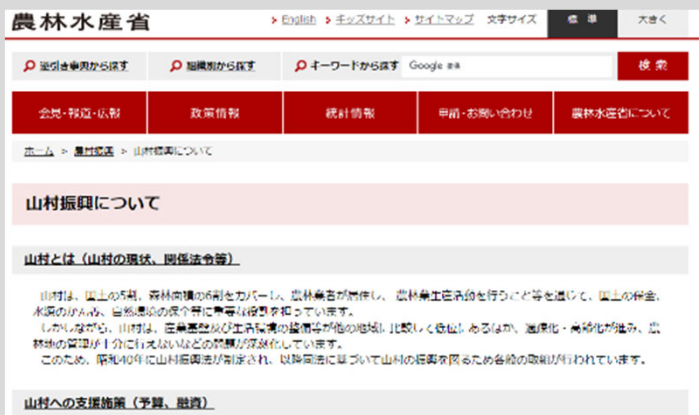 農林水産省
English キッズサイト サイトマップ 文字サイズ 標準 大きく
逆引き事典から探す 組織別から探す キーワードから探す Google 検索
会見・報道・広報 政策情報 統計情報 申請・お問い合わせ 農林水産省について
ホーム > 農村振興 > 山村振興について
山村振興について
山村とは（山村の現状、関係法令等）
山村は、国土の5割、森林面積の6割をカバーし、農林業者が居住し、農林業生産活動を行うこと等を通じて、国土の保全、
水源のかん養、自然環境の保全等に重要な役割を担っています。
しかしながら、山村は、産業基盤及び生活環境の整備等が他の地域に比較して低位にあるほか、過疎化・高齢化が進み、農
林地の管理が十分に行えないなどの問題が深刻化しています。
このため、昭和40年に山村振興法が制定され、以降同法に基づいて山村の振興を図るため各般の取組が行われています。
山村への支援施策（予算、融資）